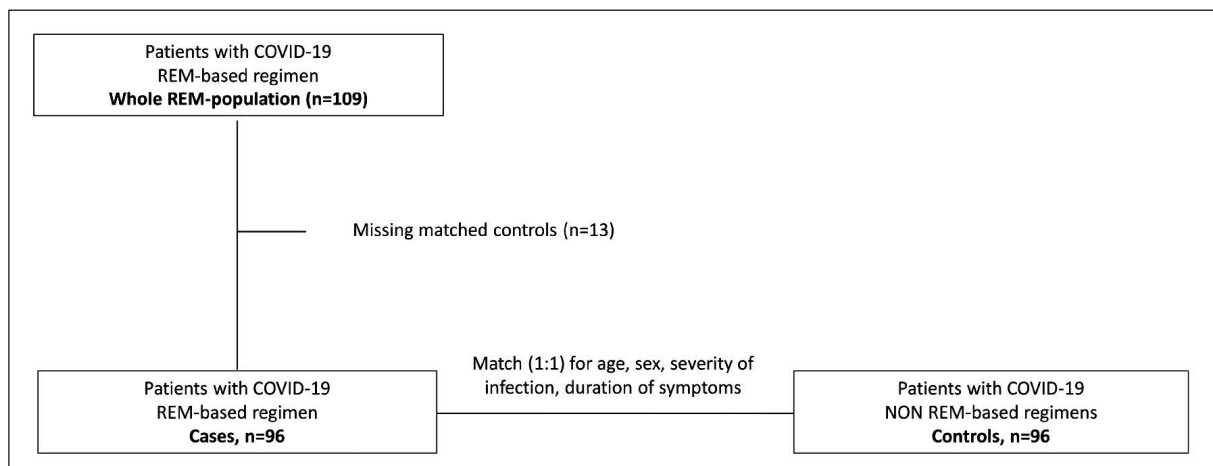 Patients with COVID-19
REM-based regimen
Whole REM-population (n=109)
Missing matched controls (n=13)
Match (1:1) for age, sex, severity of
infection, duration of symptoms
Patients with COVID-19
REM-based regimen
Cases, n=96
Patients with COVID-19
NON REM-based regimens
Controls, n=96